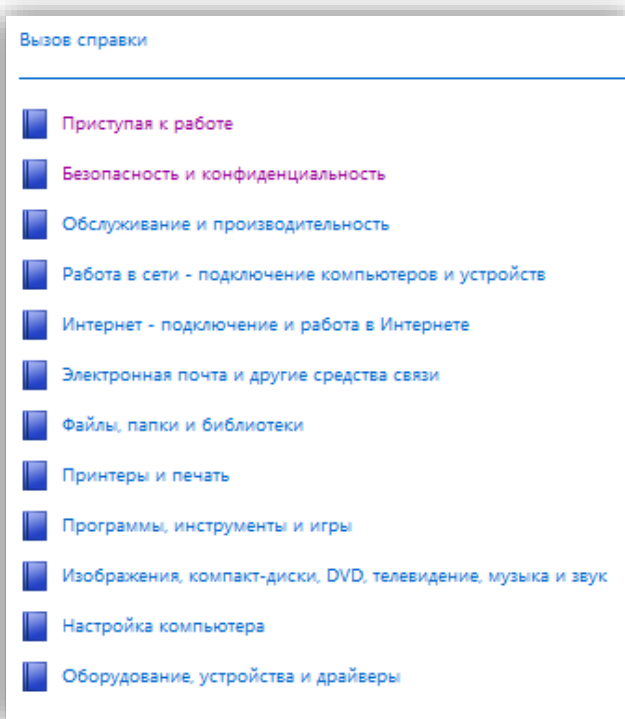 Вызов справки
Приступая к работе
Безопасность и конфиденциальность
Обслуживание и производительность
Работа в сети - подключение компьютеров и устройств
Интернет - подключение и работа в Интернете
Электронная почта и другие средства связи
Файлы, папки и библиотеки
Принтеры и печать
Программы, инструменты и игры
Изображения, компакт-диски, DVD, телевидение, музыка и звук
Настройка компьютера
Оборудование, устройства и драйверы